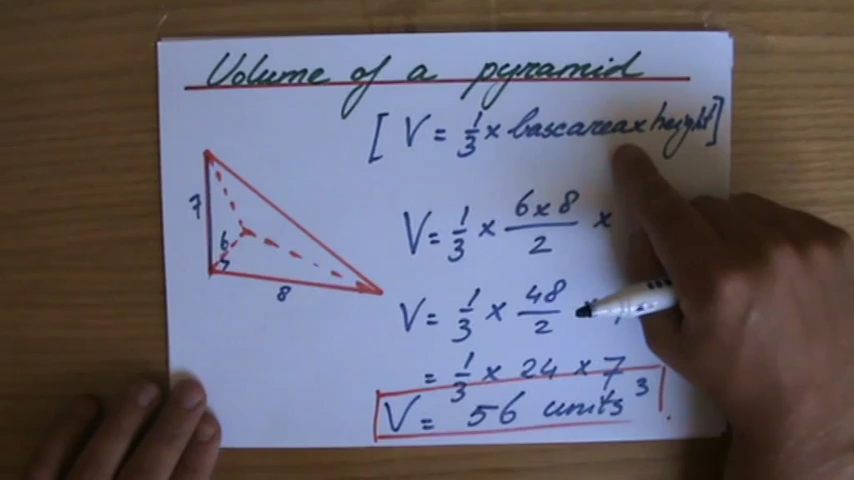 Volume of a pyramid
[ V = 1/3 x basearea x height ]
7
6
8
V = 1/3 x 6x8/2 x
V = 1/3 x 48/2 x
= 1/3 x 24 x 7
V = 56 units³